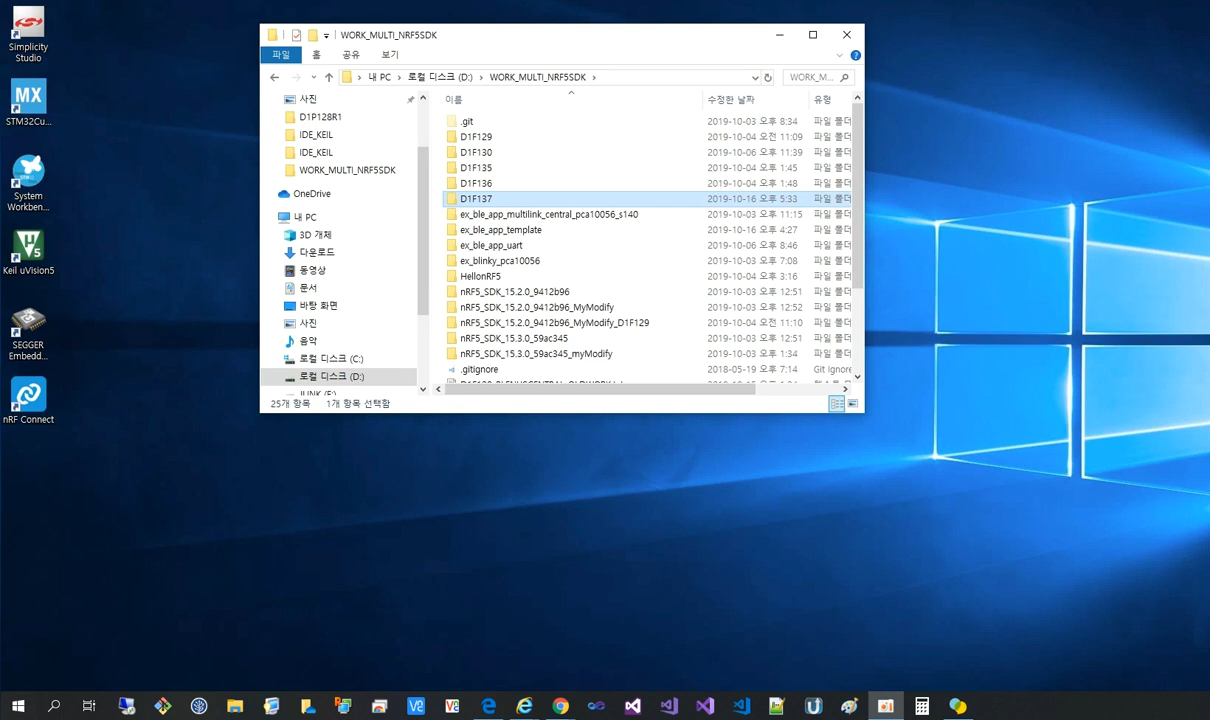 Simplicity
Studio
MX
STM32Cu...
System
Workben...
Keil uVision5
SEGGER
Embedd...
nRF Connect
WORK_MULTI_NRF5SDK
파일
홈
공유
보기
내 PC
로컬 디스크 (D:)
WORK_MULTI_NRF5SDK
WORK_M...
사진
D1P128R1
IDE_KEIL
IDE_KEIL
WORK_MULTI_NRF5SDK
OneDrive
내 PC
3D 개체
다운로드
동영상
문서
바탕 화면
사진
음악
로컬 디스크 (C:)
로컬 디스크 (D:)
이름 수정한 날짜 유형
.git 2019-10-03 오후 8:34 파일 폴더
D1F129 2019-10-04 오전 11:09 파일 폴더
D1F130 2019-10-06 오후 11:39 파일 폴더
D1F135 2019-10-04 오후 1:45 파일 폴더
D1F136 2019-10-04 오후 1:48 파일 폴더
D1F137 2019-10-16 오후 5:33 파일 폴더
ex_ble_app_multilink_central_pca10056_s140 2019-10-03 오후 11:15 파일 폴더
ex_ble_app_template 2019-10-16 오후 4:27 파일 폴더
ex_ble_app_uart 2019-10-06 오후 8:46 파일 폴더
ex_blinky_pca10056 2019-10-03 오후 7:08 파일 폴더
HellonRF5 2019-10-04 오후 3:16 파일 폴더
nRF5_SDK_15.2.0_9412b96 2019-10-03 오후 12:51 파일 폴더
nRF5_SDK_15.2.0_9412b96_MyModify 2019-10-03 오후 12:52 파일 폴더
nRF5_SDK_15.2.0_9412b96_MyModify_D1F129 2019-10-04 오전 11:10 파일 폴더
nRF5_SDK_15.3.0_59ac345 2019-10-03 오후 12:51 파일 폴더
nRF5_SDK_15.3.0_59ac345_myModify 2019-10-03 오후 1:34 파일 폴더
.gitignore 2018-05-19 오후 7:14 Git Ignore
25개 항목 1개 항목 선택함